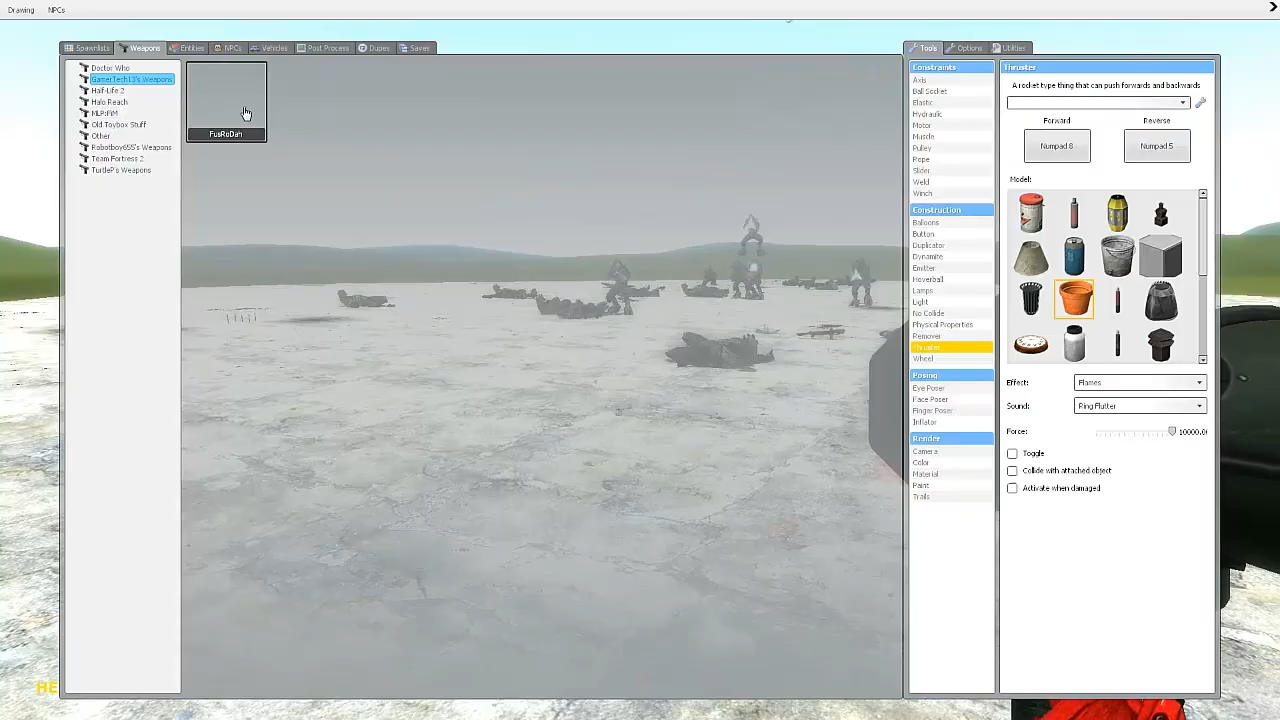 Drawing NPCs
Spawnlists Weapons Entities NPCs Vehicles Post Process Dupes Saves
Doctor Who
GamerTech13's Weapons
Half-Life 2
Halo Reach
MLP:FiM
Old Toybox Stuff
Other
Robotboy655's Weapons
Team Fortress 2
TurtleP's Weapons
FusRoDah
Tools Options Utilities
Constraints
Axis
Ball Socket
Elastic
Hydraulic
Motor
Muscle
Pulley
Rope
Slider
Weld
Winch
Construction
Balloons
Button
Duplicator
Dynamite
Emitter
Hoverball
Lamps
Light
No Collide
Physical Properties
Remover
Thruster
Wheel
Posing
Eye Poser
Face Poser
Finger Poser
Inflator
Render
Camera
Color
Material
Paint
Trails
Thruster
A rocket type thing that can push forwards and backwards
Forward Reverse
Numpad 8 Numpad 5
Model:
Effect: Flames
Sound: Ring Flutter
Force: 10000.0
Toggle
Collide with attached object
Activate when damaged
HE